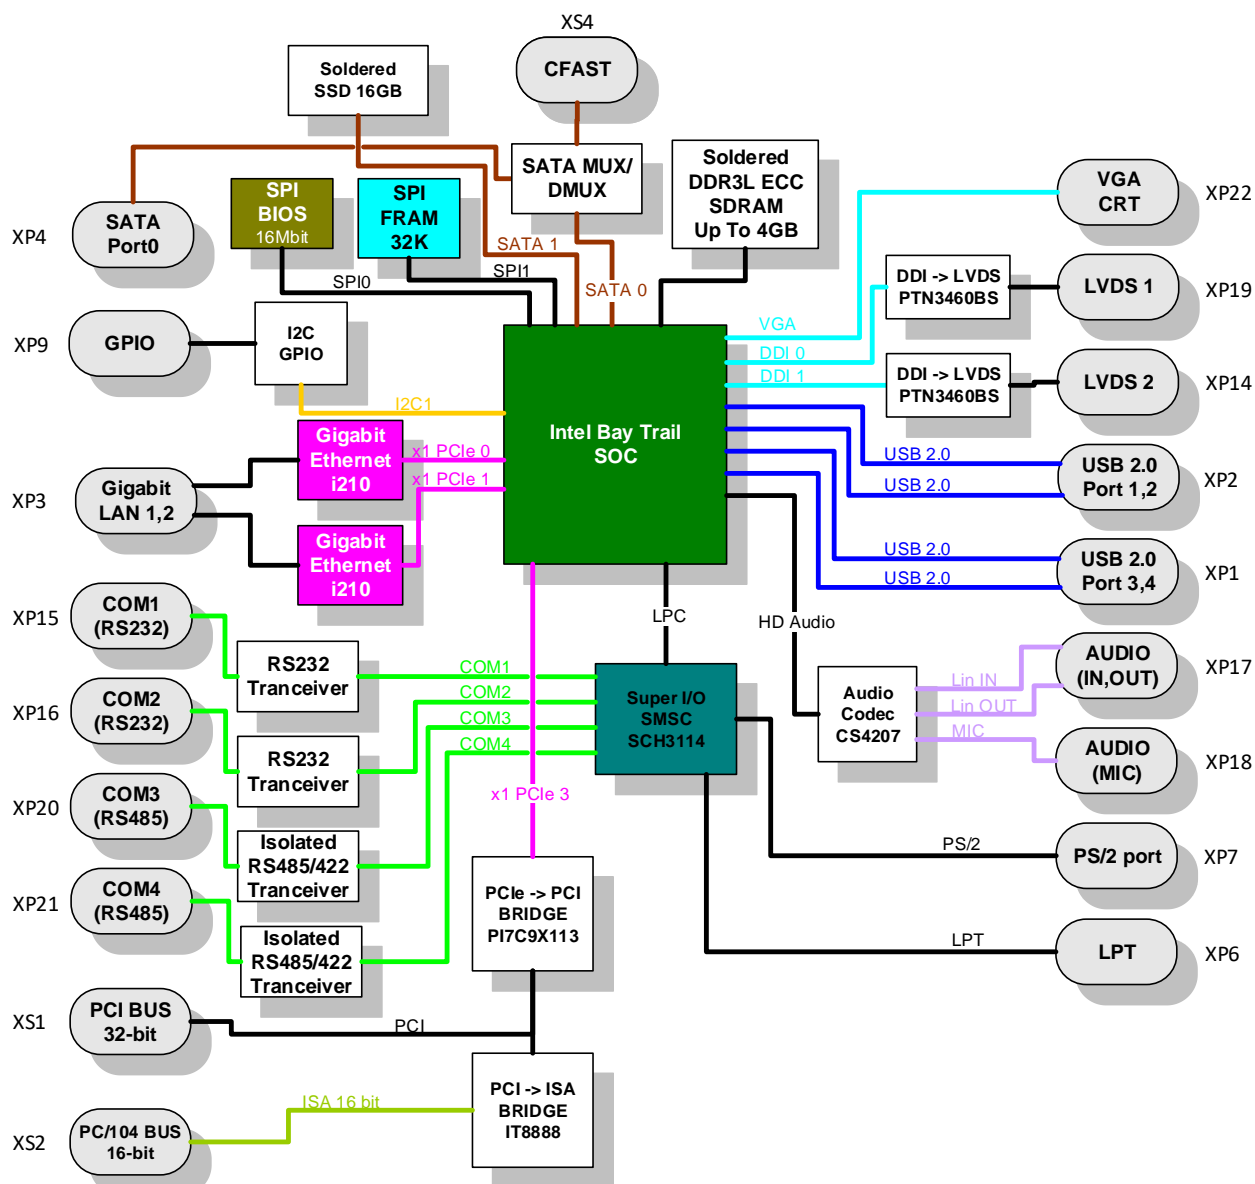 XS4
CFAST
Soldered
SSD 16GB
SATA MUX/
DMUX
Soldered
DDR3L ECC
SDRAM
Up To 4GB
VGA
CRT
XP22
SPI
BIOS
16Mbit
SPI
FRAM
32K
XP4
SATA
Port0
SATA 1
SPI1
SPI0
SATA 0
DDI -> LVDS
PTN3460BS
LVDS 1
XP19
XP9
GPIO
I2C
GPIO
VGA
DDI 0
DDI 1
DDI -> LVDS
PTN3460BS
LVDS 2
XP14
I2C1
Intel Bay Trail
SOC
Gigabit
Ethernet
i210
x1 PCIe 0
x1 PCIe 1
USB 2.0
USB 2.0
USB 2.0
Port 1,2
XP2
XP3
Gigabit
LAN 1,2
Gigabit
Ethernet
i210
USB 2.0
USB 2.0
USB 2.0
Port 3,4
XP1
XP15
COM1
(RS232)
LPC
HD Audio
RS232
Tranceiver
COM1
COM2
COM3
COM4
Super I/O
SMSC
SCH3114
Audio
Codec
CS4207
Lin IN
Lin OUT
MIC
AUDIO
(IN,OUT)
XP17
XP16
COM2
(RS232)
RS232
Tranceiver
AUDIO
(MIC)
XP18
x1 PCIe 3
XP20
COM3
(RS485)
Isolated
RS485/422
Tranceiver
PS/2
PS/2 port
XP7
XP21
COM4
(RS485)
PCIe -> PCI
BRIDGE
PI7C9X113
Isolated
RS485/422
Tranceiver
LPT
LPT
XP6
XS1
PCI BUS
32-bit
PCI
PCI -> ISA
BRIDGE
IT8888
ISA 16 bit
XS2
PC/104 BUS
16-bit